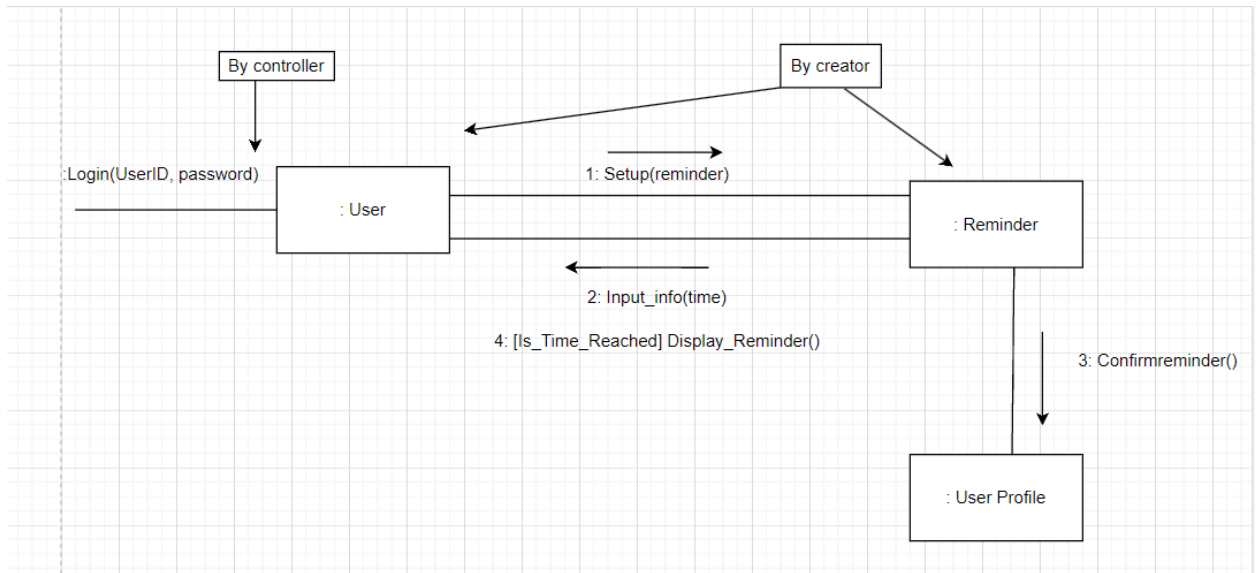 By controller
By creator
:Login(UserID, password)
1: Setup(reminder)
: User
: Reminder
2: Input_info(time)
4: [Is_Time_Reached] Display_Reminder()
3: Confirmreminder()
: User Profile